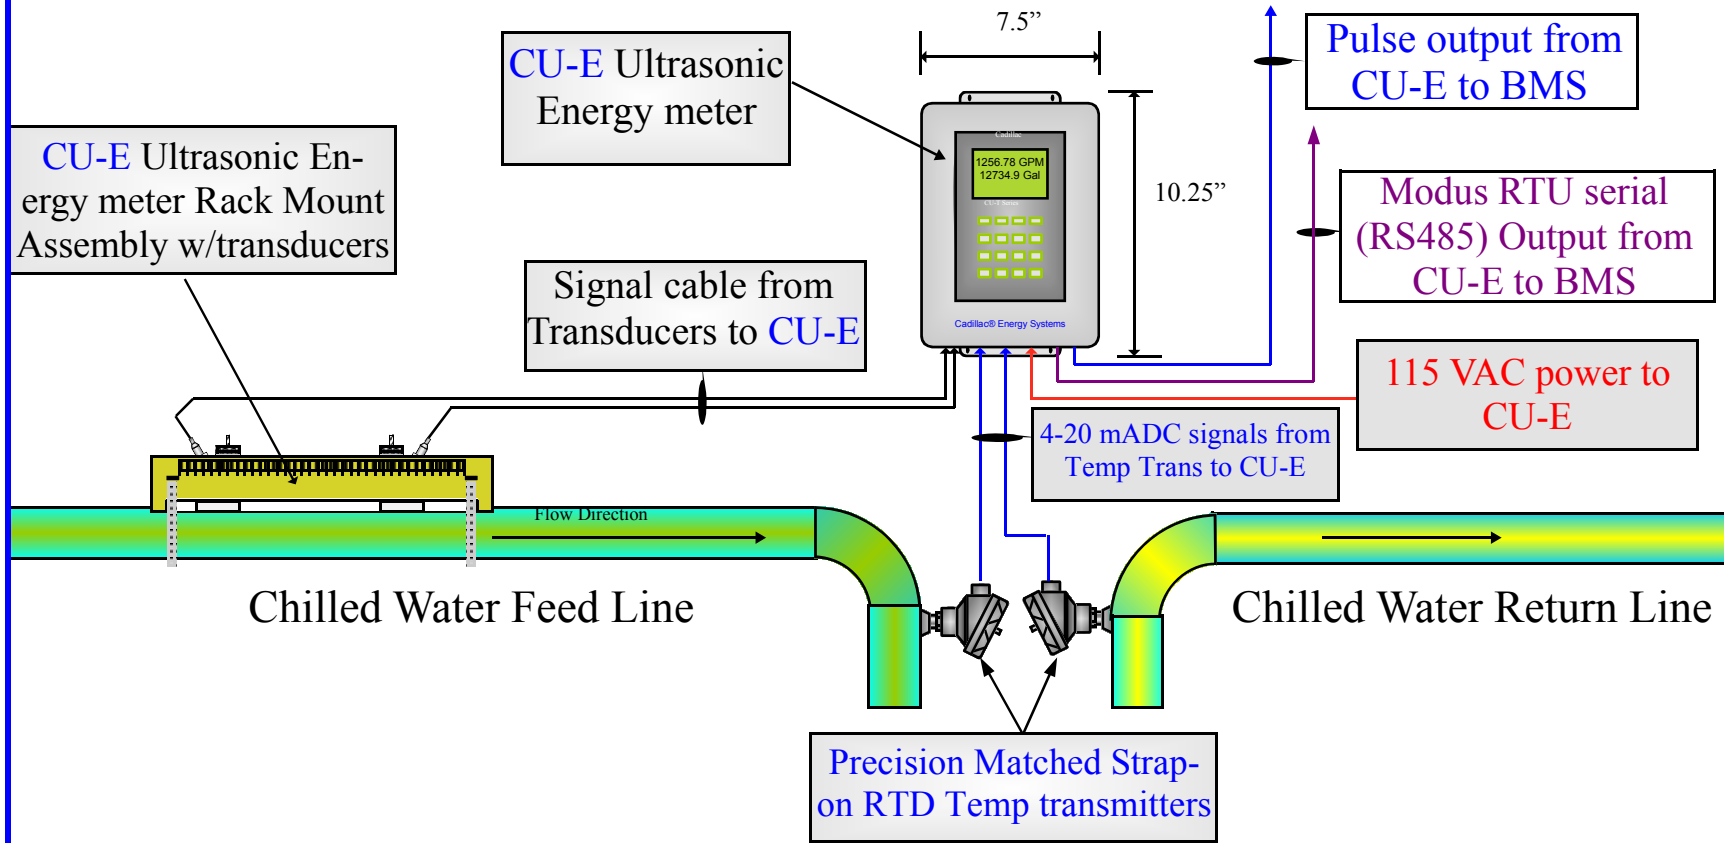 7.5”
Pulse output from
CU-E to BMS
CU-E Ultrasonic
Energy meter
CU-E Ultrasonic En-
ergy meter Rack Mount
Assembly w/transducers
Cadillac
1256.78 GPM
12734.9 Gal
CU-T Series
Cadillac® Energy Systems
10.25”
Modus RTU serial
(RS485) Output from
CU-E to BMS
Signal cable from
Transducers to CU-E
115 VAC power to
CU-E
4-20 mADC signals from
Temp Trans to CU-E
Flow Direction
Chilled Water Feed Line
Chilled Water Return Line
Precision Matched Strap-
on RTD Temp transmitters